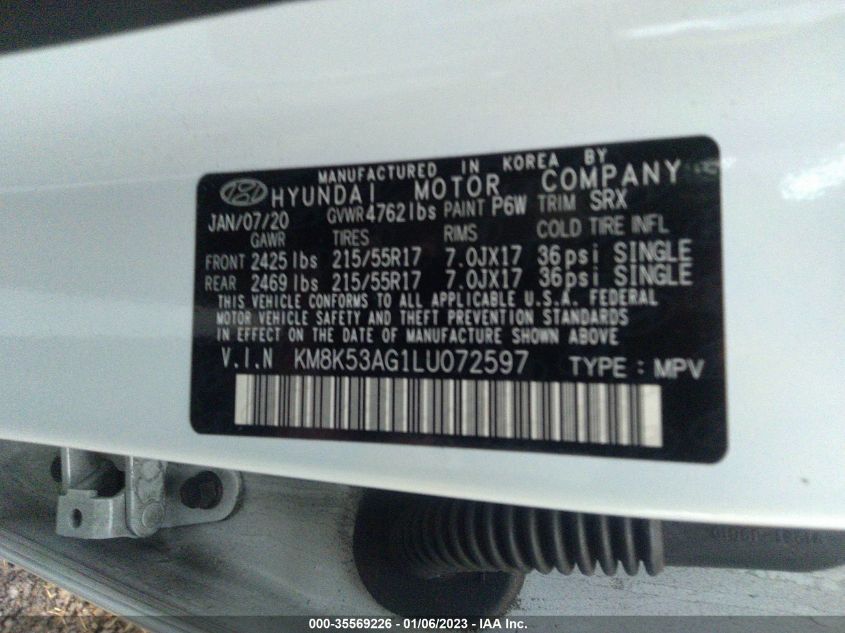 MANUFACTURED IN KOREA BY
HYUNDAI MOTOR COMPANY
JAN/07/20 GVWR 4762 lbs PAINT P6W TRIM SRX
GAWR TIRES RIMS COLD TIRE INFL
FRONT 2425 lbs 215/55R17 7.0JX17 36psi SINGLE
REAR 2469 lbs 215/55R17 7.0JX17 36psi SINGLE
THIS VEHICLE CONFORMS TO ALL APPLICABLE U.S.A. FEDERAL
MOTOR VEHICLE SAFETY AND THEFT PREVENTION STANDARDS
IN EFFECT ON THE DATE OF MANUFACTURE SHOWN ABOVE
V.I.N KM8K53AG1LU072597 TYPE : MPV
000-35569226 - 01/06/2023 - IAA Inc.